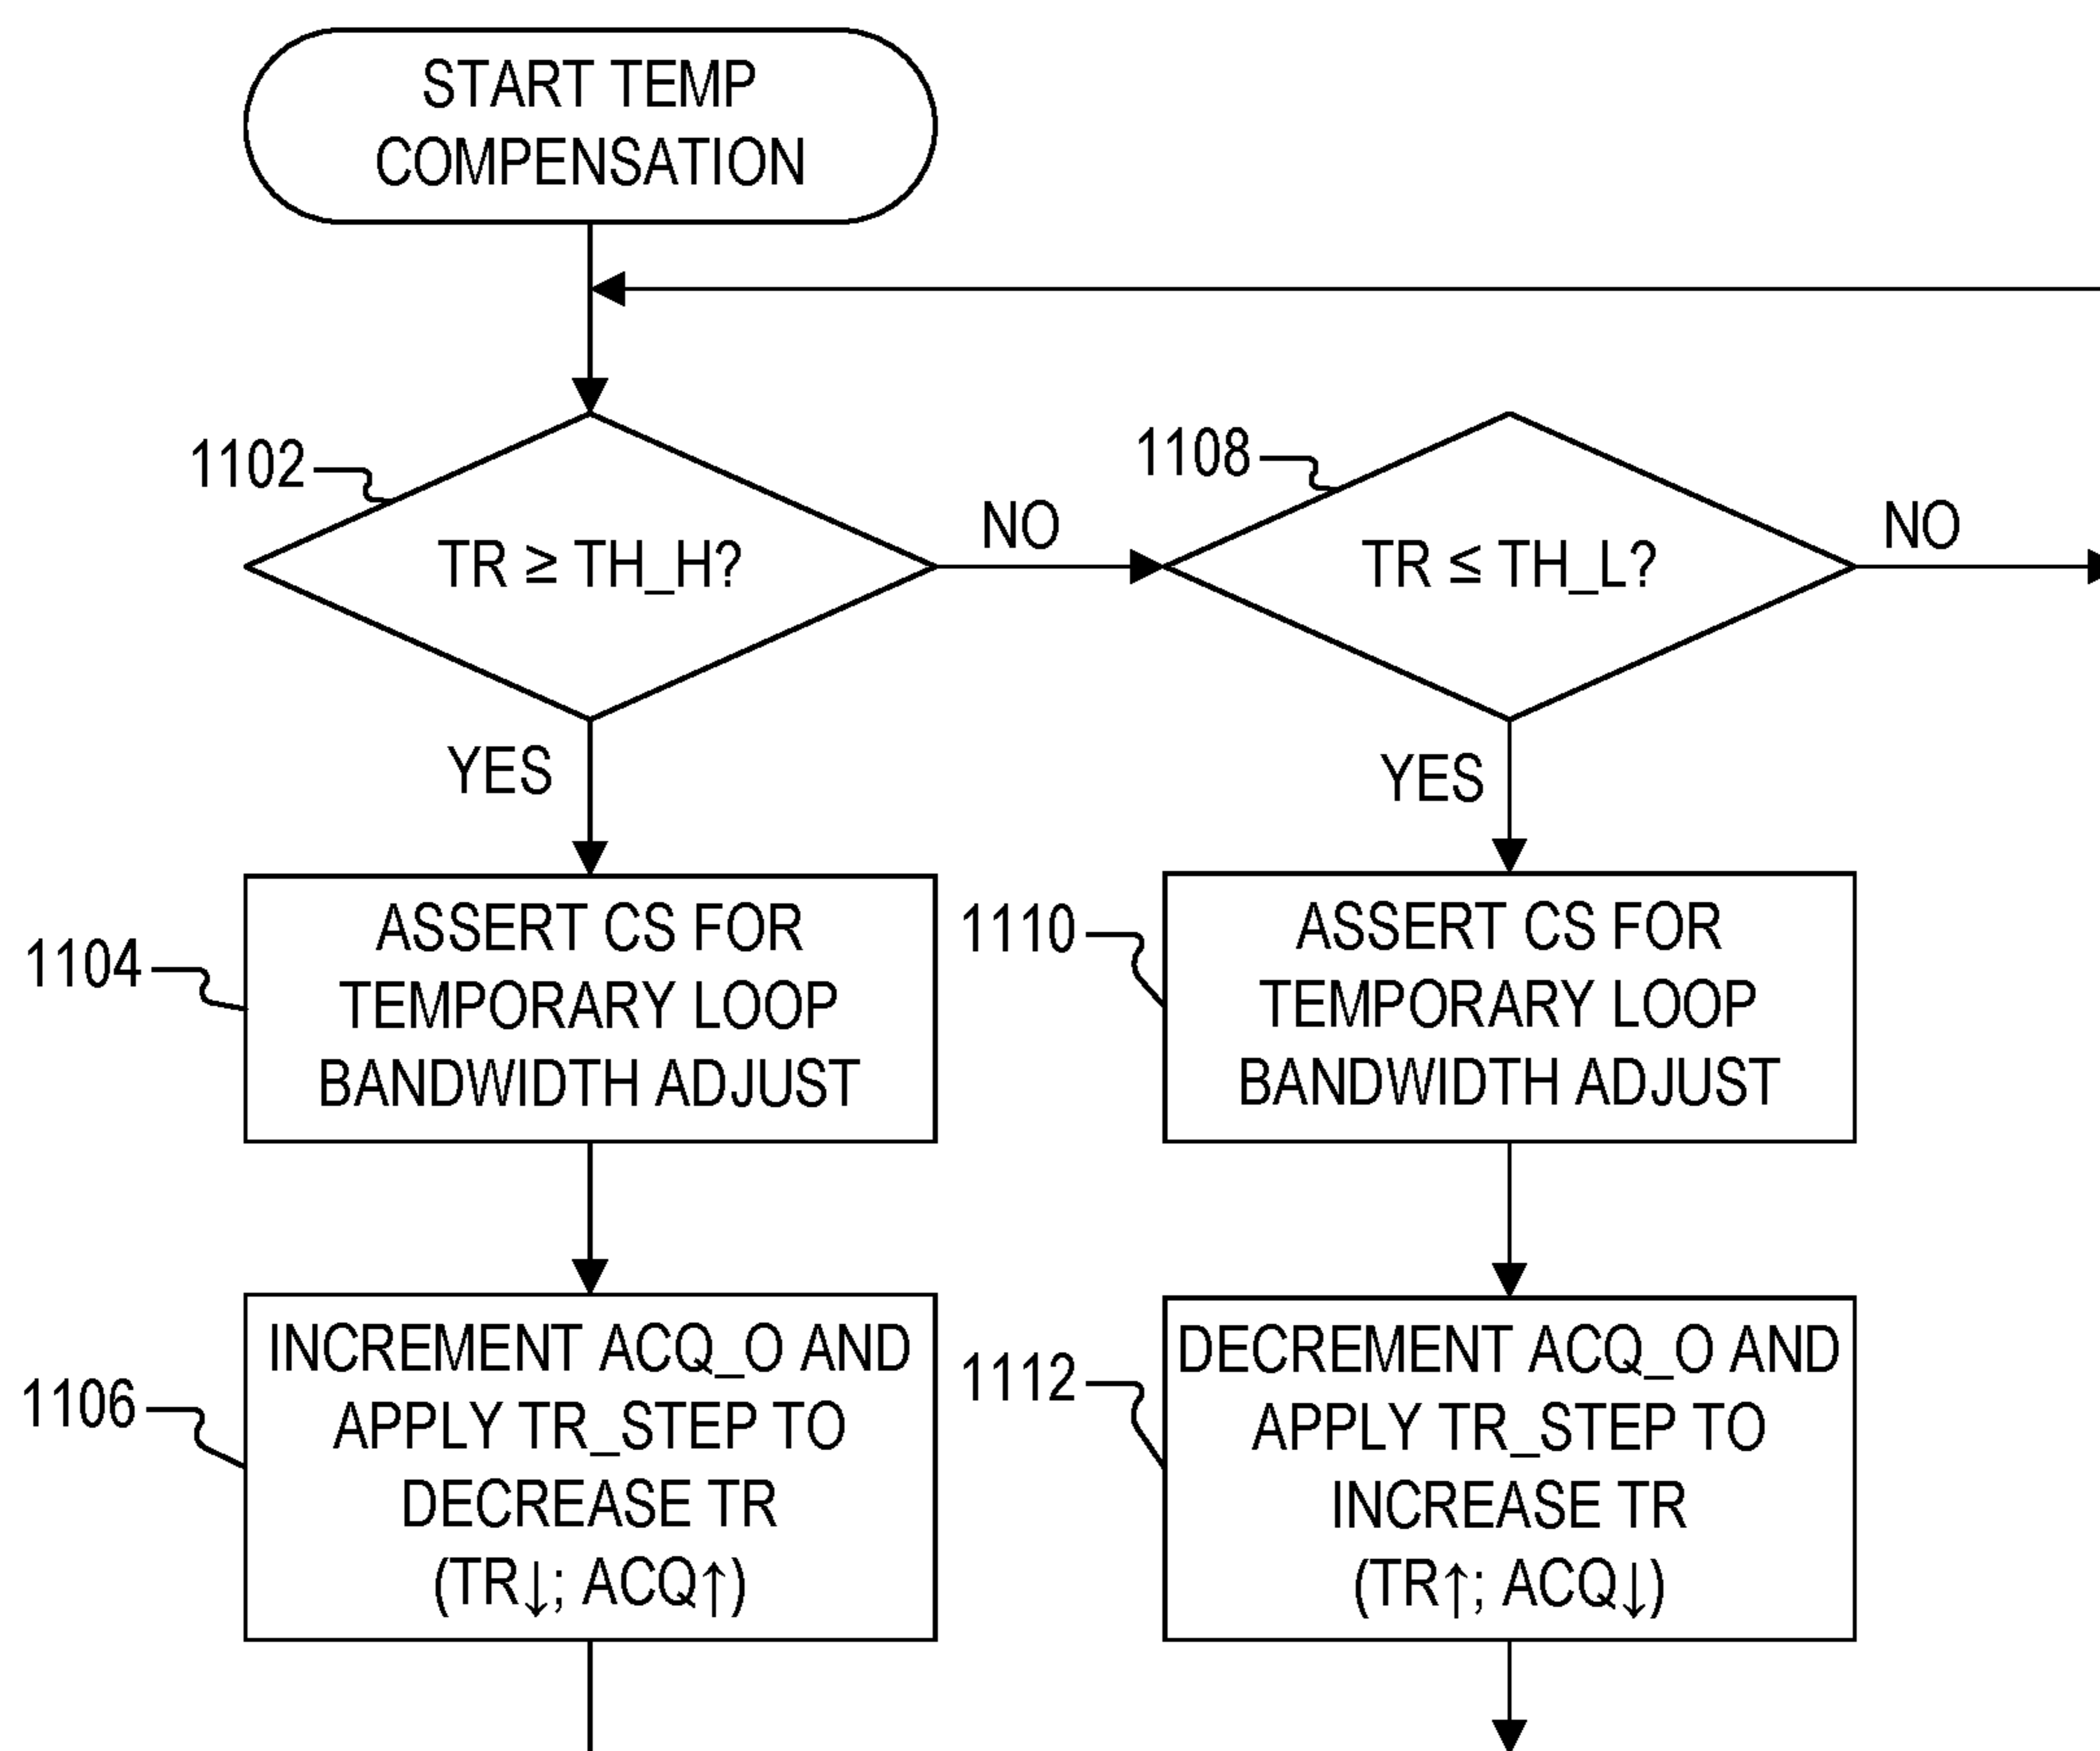 START TEMP
COMPENSATION
1102
TR ≥ TH_H?
NO
1108
TR ≤ TH_L?
NO
YES
YES
1104
ASSERT CS FOR
TEMPORARY LOOP
BANDWIDTH ADJUST
1110
ASSERT CS FOR
TEMPORARY LOOP
BANDWIDTH ADJUST
1106
INCREMENT ACQ_O AND
APPLY TR_STEP TO
DECREASE TR
(TR↓; ACQ↑)
1112
DECREMENT ACQ_O AND
APPLY TR_STEP TO
INCREASE TR
(TR↑; ACQ↓)